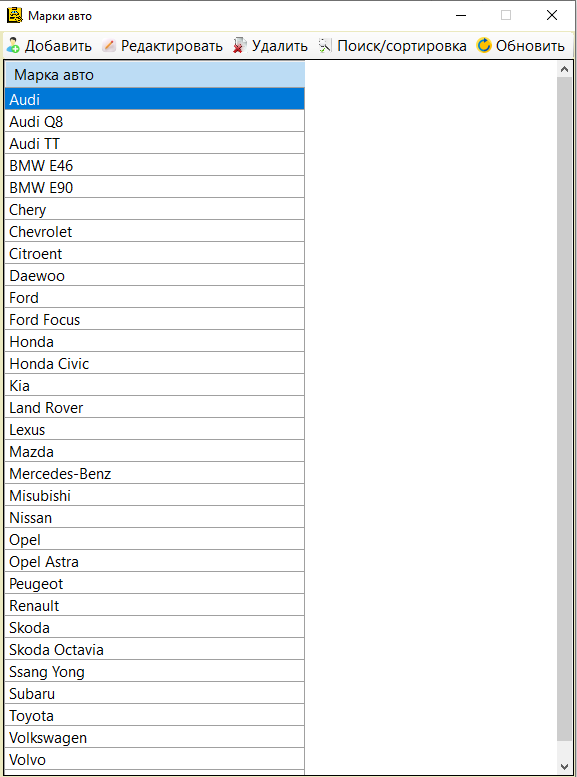 Марки авто
Добавить Редактировать Удалить Поиск/сортировка Обновить
Марка авто
Audi
Audi Q8
Audi TT
BMW E46
BMW E90
Chery
Chevrolet
Citroent
Daewoo
Ford
Ford Focus
Honda
Honda Civic
Kia
Land Rover
Lexus
Mazda
Mercedes-Benz
Misubishi
Nissan
Opel
Opel Astra
Peugeot
Renault
Skoda
Skoda Octavia
Ssang Yong
Subaru
Toyota
Volkswagen
Volvo